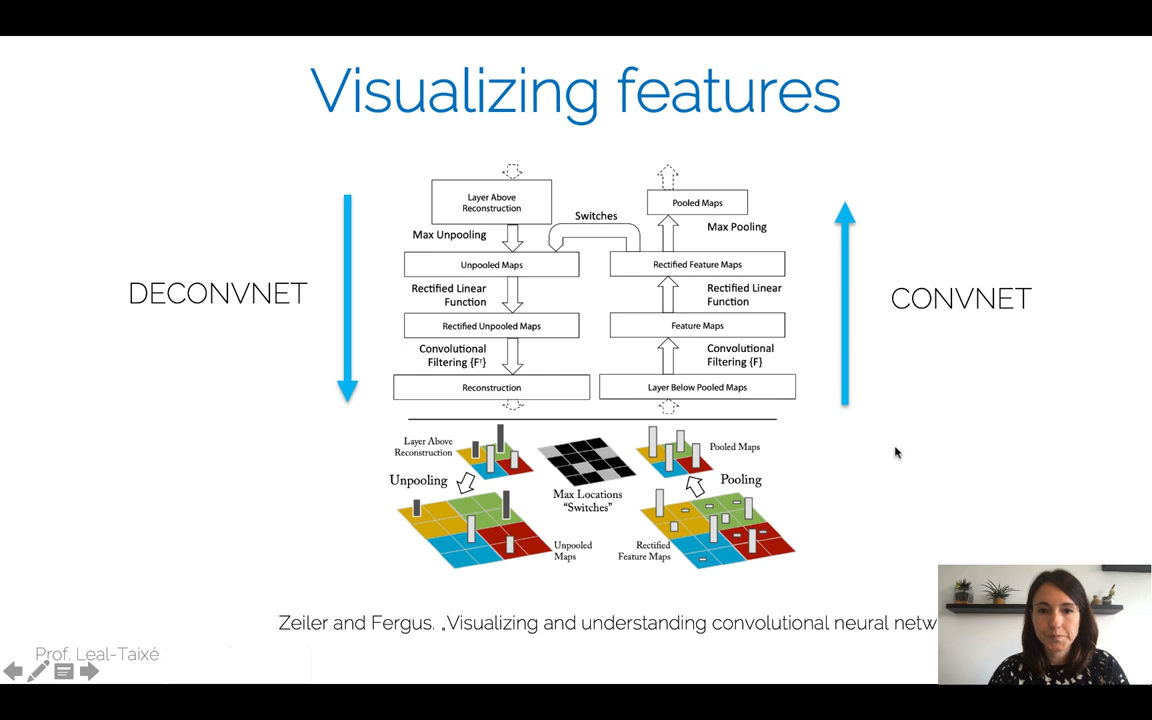 Visualizing features
DECONVNET
Layer Above
Reconstruction
Max Unpooling
Unpooled Maps
Rectified Linear
Function
Rectified Unpooled Maps
Convolutional
Filtering {Fᵀ}
Reconstruction
Switches
Pooled Maps
Max Pooling
Rectified Feature Maps
Rectified Linear
Function
Feature Maps
Convolutional
Filtering {F}
Layer Below Pooled Maps
CONVNET
Layer Above
Reconstruction
Unpooling
Unpooled
Maps
Max Locations
“Switches”
Pooled Maps
Pooling
Rectified
Feature Maps
Zeiler and Fergus. „Visualizing and understanding convolutional neural netw
Prof. Leal-Taixé